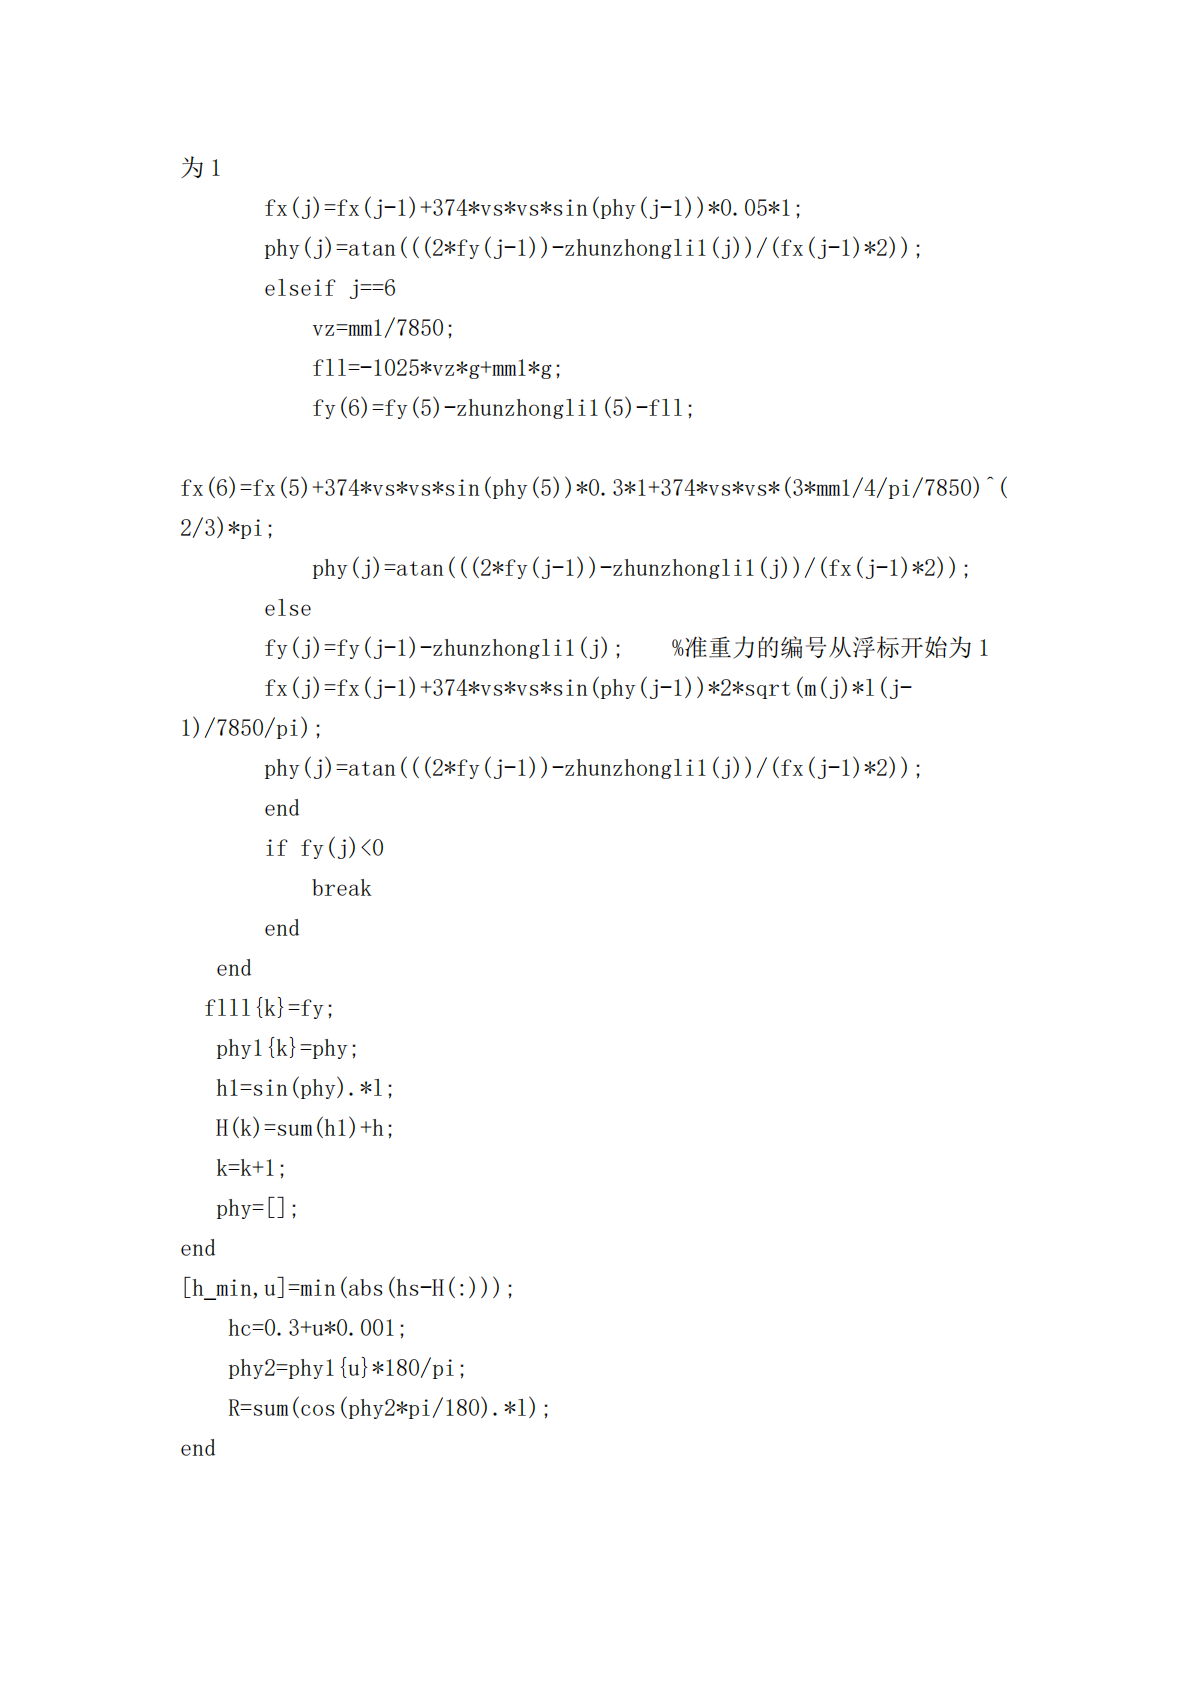 为 1
fx(j)=fx(j-1)+374*vs*vs*sin(phy(j-1))*0.05*1;
phy(j)=atan(((2*fy(j-1))-zhunzhongli1(j))/(fx(j-1)*2));
elseif j==6
vz=mm1/7850;
fll=-1025*vz*g+mm1*g;
fy(6)=fy(5)-zhunzhongli1(5)-fll;
fx(6)=fx(5)+374*vs*vs*sin(phy(5))*0.3*1+374*vs*vs*(3*mm1/4/pi/7850)^(
2/3)*pi;
phy(j)=atan(((2*fy(j-1))-zhunzhongli1(j))/(fx(j-1)*2));
else
fy(j)=fy(j-1)-zhunzhongli1(j);    %准重力的编号从浮标开始为 1
fx(j)=fx(j-1)+374*vs*vs*sin(phy(j-1))*2*sqrt(m(j)*l(j-
1)/7850/pi);
phy(j)=atan(((2*fy(j-1))-zhunzhongli1(j))/(fx(j-1)*2));
end
if fy(j)<0
break
end
end
flll{k}=fy;
phy1{k}=phy;
h1=sin(phy).*l;
H(k)=sum(h1)+h;
k=k+1;
phy=[];
end
[h_min,u]=min(abs(hs-H(:)));
hc=0.3+u*0.001;
phy2=phy1{u}*180/pi;
R=sum(cos(phy2*pi/180).*l);
end